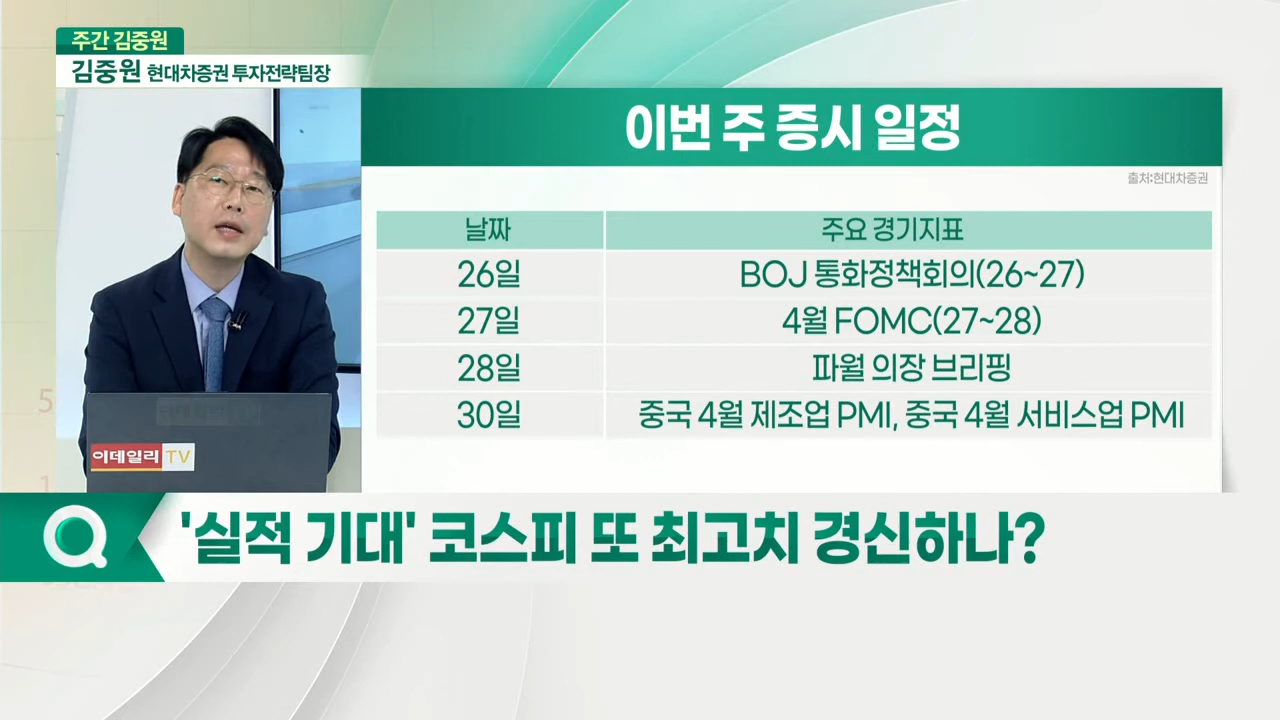 주간 김중원
김중원 현대차증권 투자전략팀장
이번 주 증시 일정
출처:현대차증권
날짜 주요 경기지표
26일 BOJ 통화정책회의(26~27)
27일 4월 FOMC(27~28)
28일 파월 의장 브리핑
30일 중국 4월 제조업 PMI, 중국 4월 서비스업 PMI
이데일리 TV
'실적 기대' 코스피 또 최고치 경신하나?